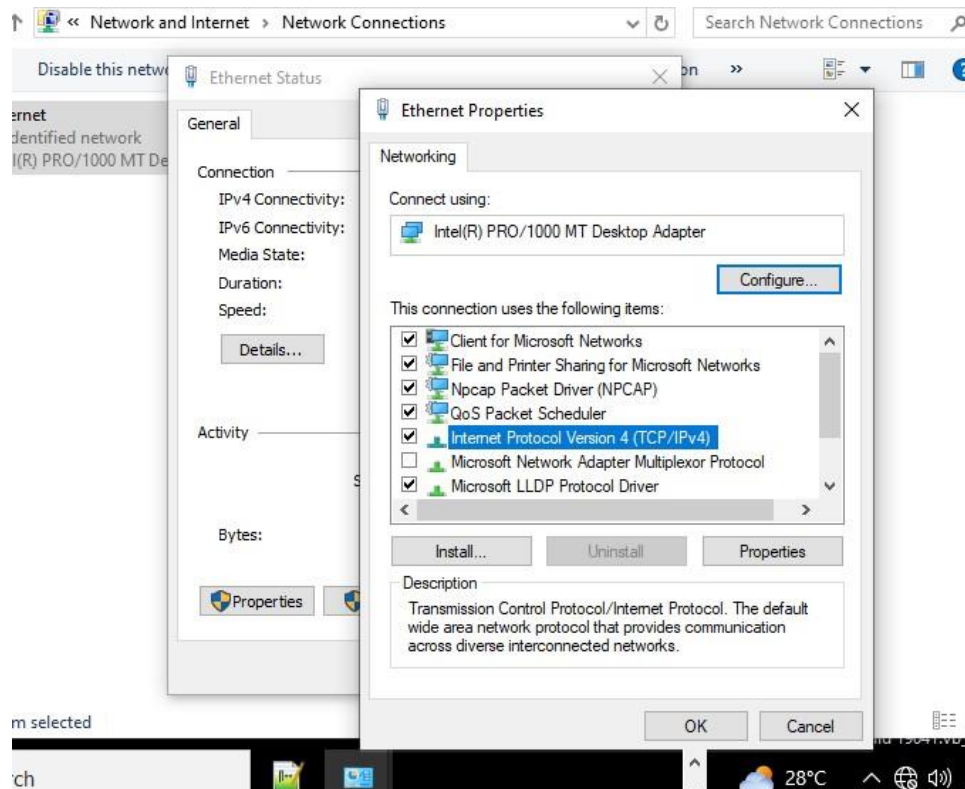 « Network and Internet > Network Connections
Search Network Connections
Disable this netw
on »
ernet
dentified network
I(R) PRO/1000 MT De
Ethernet Status
General
Connection
IPv4 Connectivity:
IPv6 Connectivity:
Media State:
Duration:
Speed:
Details...
Activity
S
Bytes:
Properties
Ethernet Properties
Networking
Connect using:
Intel(R) PRO/1000 MT Desktop Adapter
Configure...
This connection uses the following items:
Client for Microsoft Networks
File and Printer Sharing for Microsoft Networks
Npcap Packet Driver (NPCAP)
QoS Packet Scheduler
Internet Protocol Version 4 (TCP/IPv4)
Microsoft Network Adapter Multiplexor Protocol
Microsoft LLDP Protocol Driver
Install...
Uninstall
Properties
Description
Transmission Control Protocol/Internet Protocol. The default
wide area network protocol that provides communication
across diverse interconnected networks.
OK
Cancel
m selected
ch
28°C